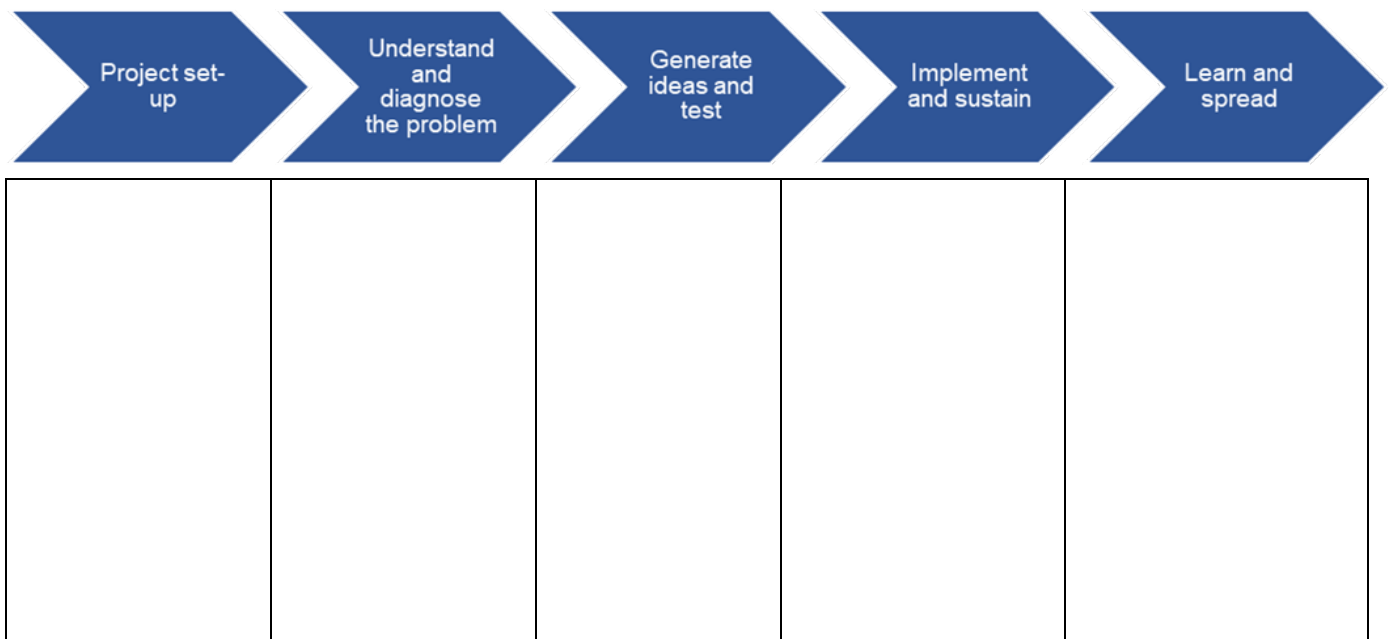 Project set-
up
Understand
and
diagnose
the problem
Generate
ideas and
test
Implement
and sustain
Learn and
spread